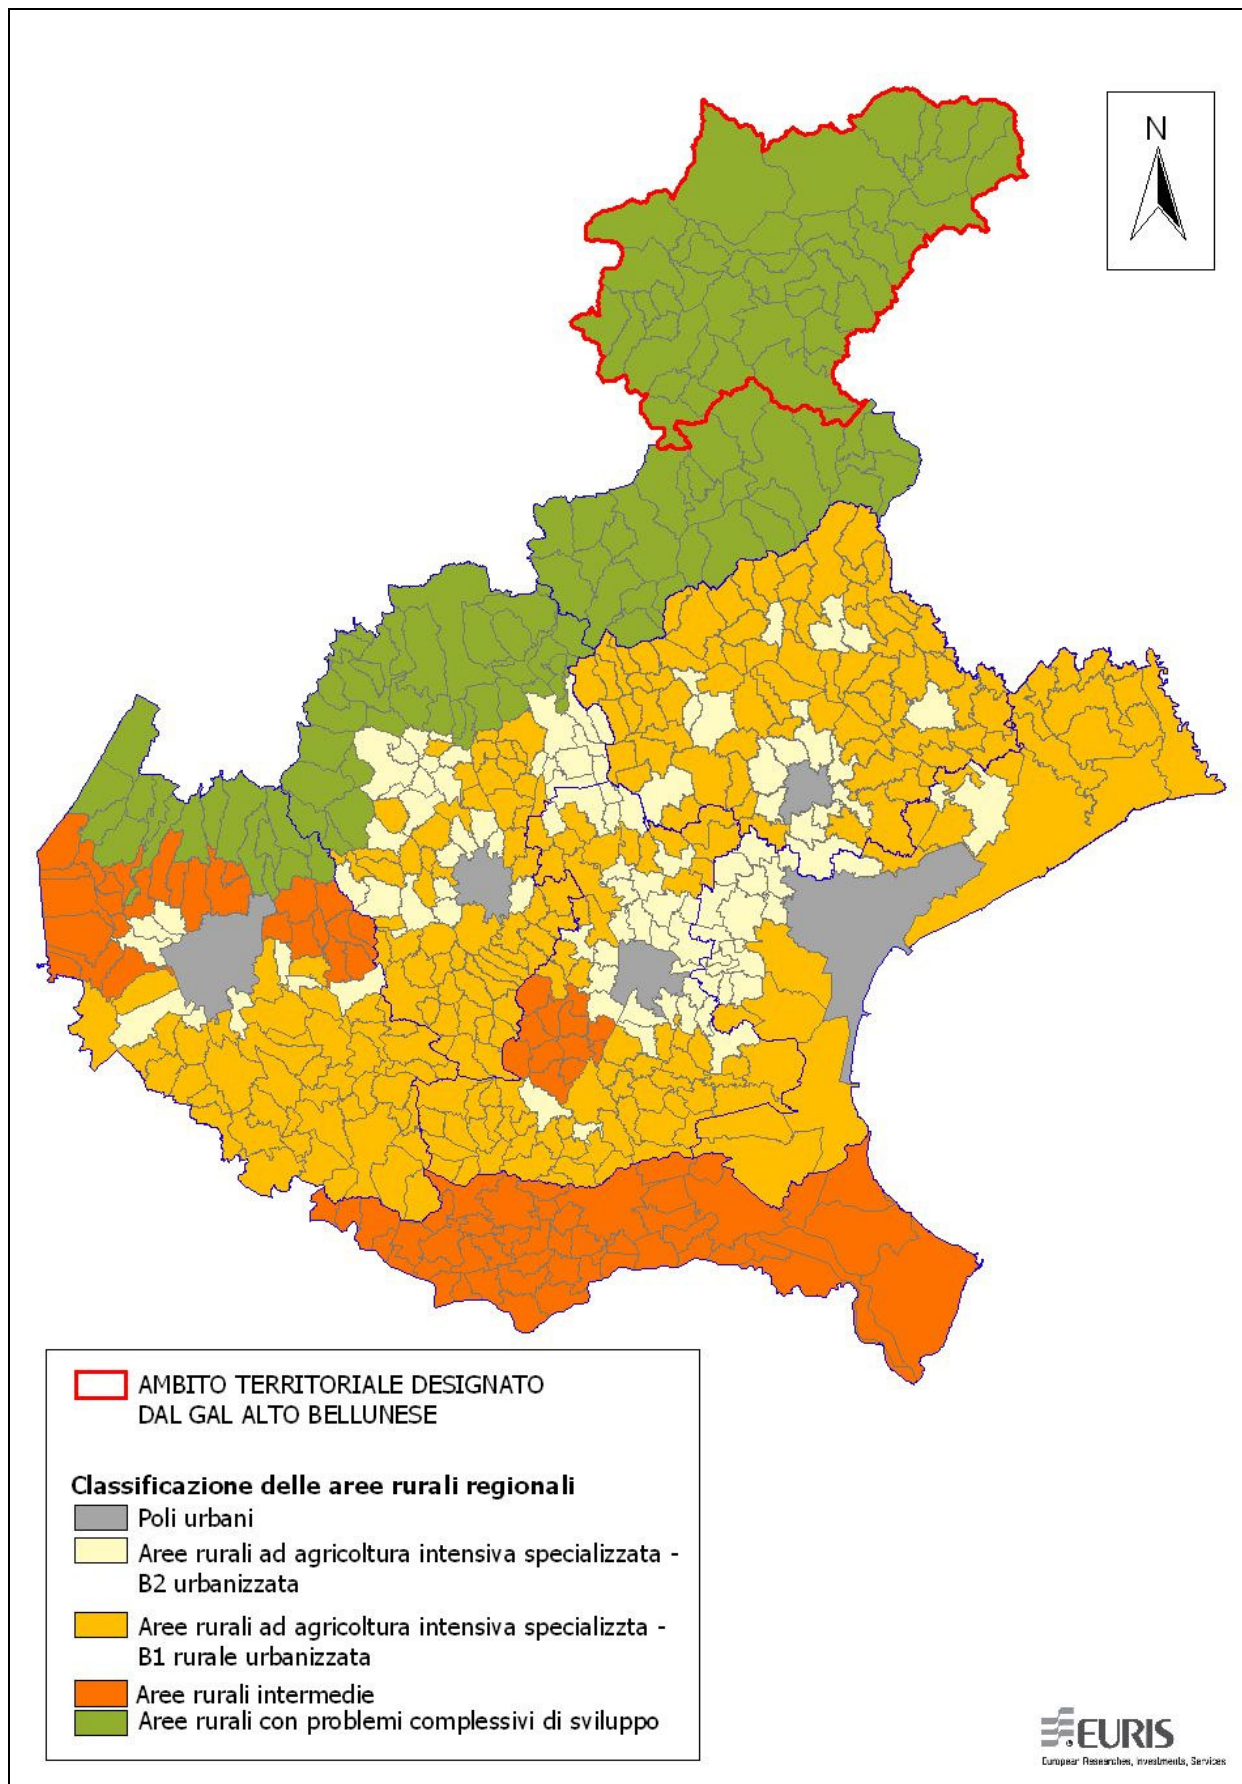 N
AMBITO TERRITORIALE DESIGNATO
DAL GAL ALTO BELLUNESE
Classificazione delle aree rurali regionali
Poli urbani
Aree rurali ad agricoltura intensiva specializzata -
B2 urbanizzata
Aree rurali ad agricoltura intensiva specializzta -
B1 rurale urbanizzata
Aree rurali intermedie
Aree rurali con problemi complessivi di sviluppo
EURIS
European Researches, Investments, Services